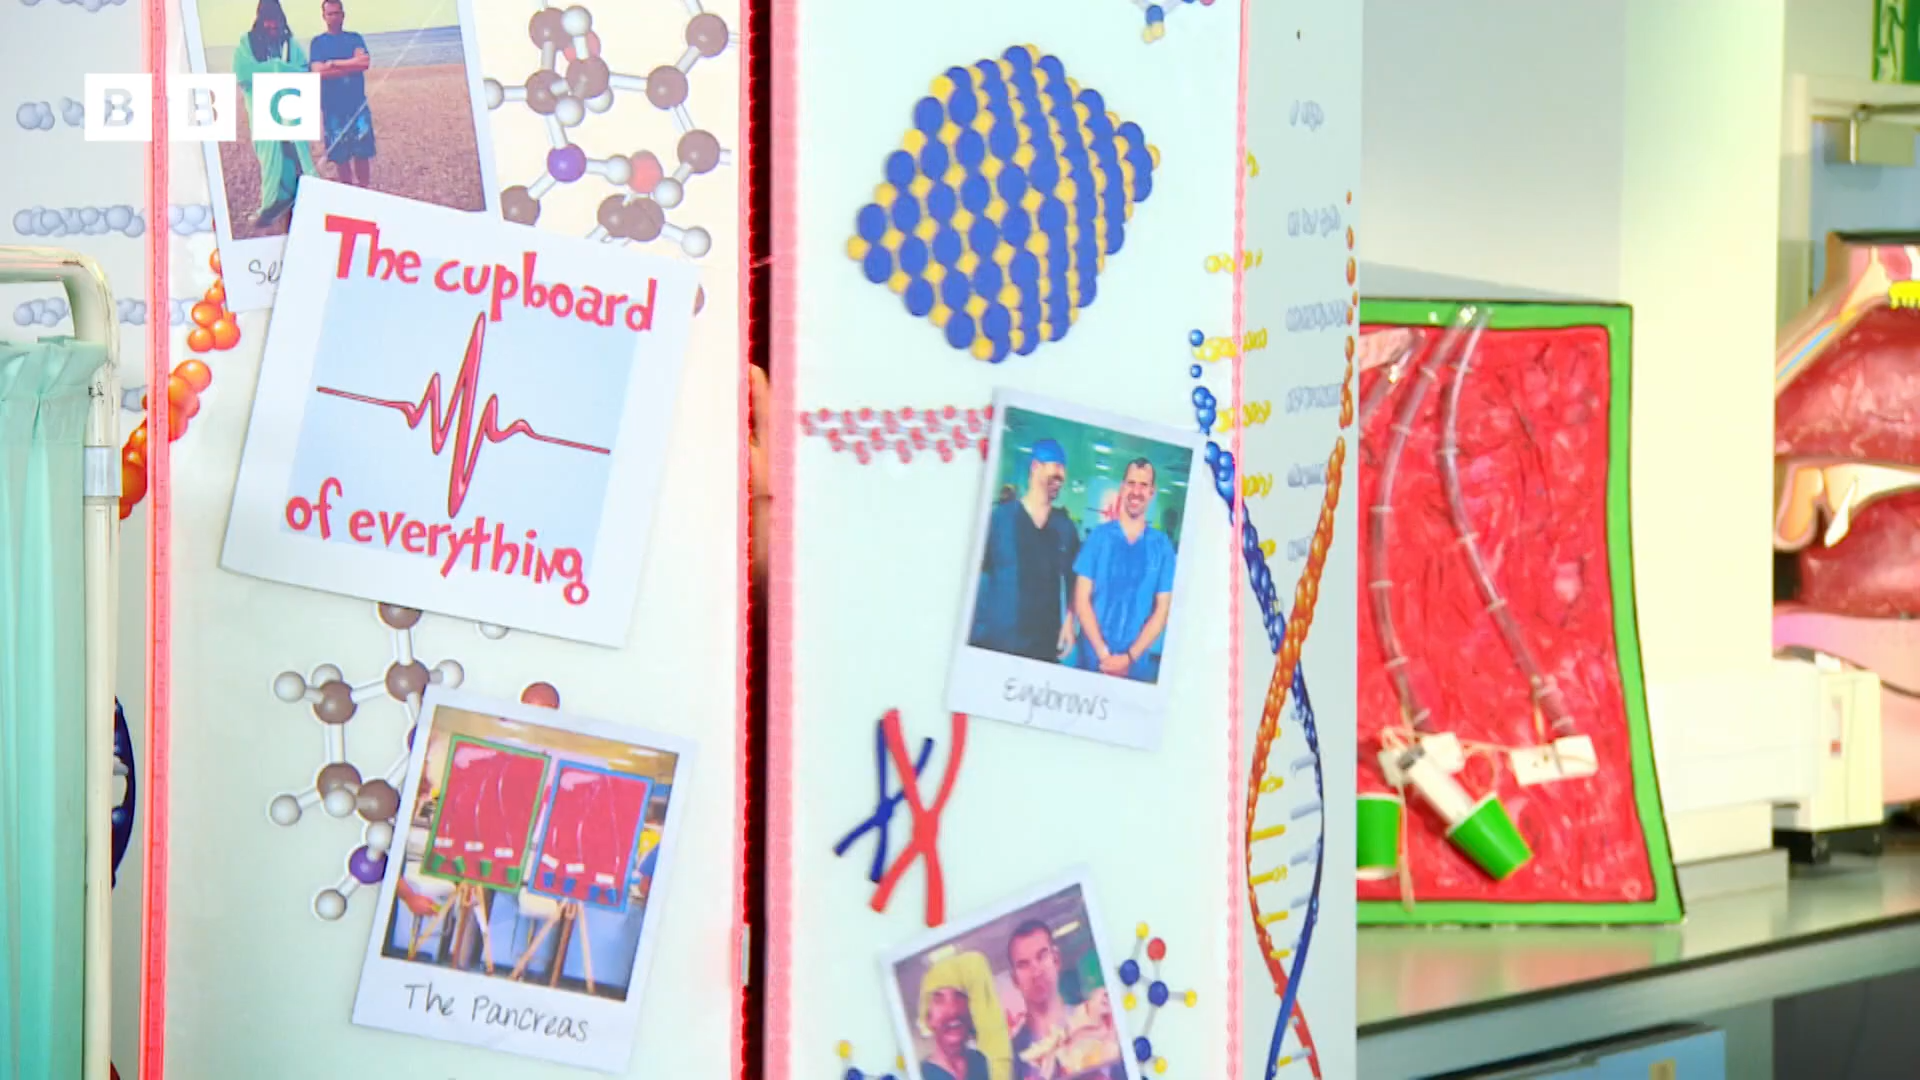 BBC
The cupboard
of everything
Eyebrows
The Pancreas